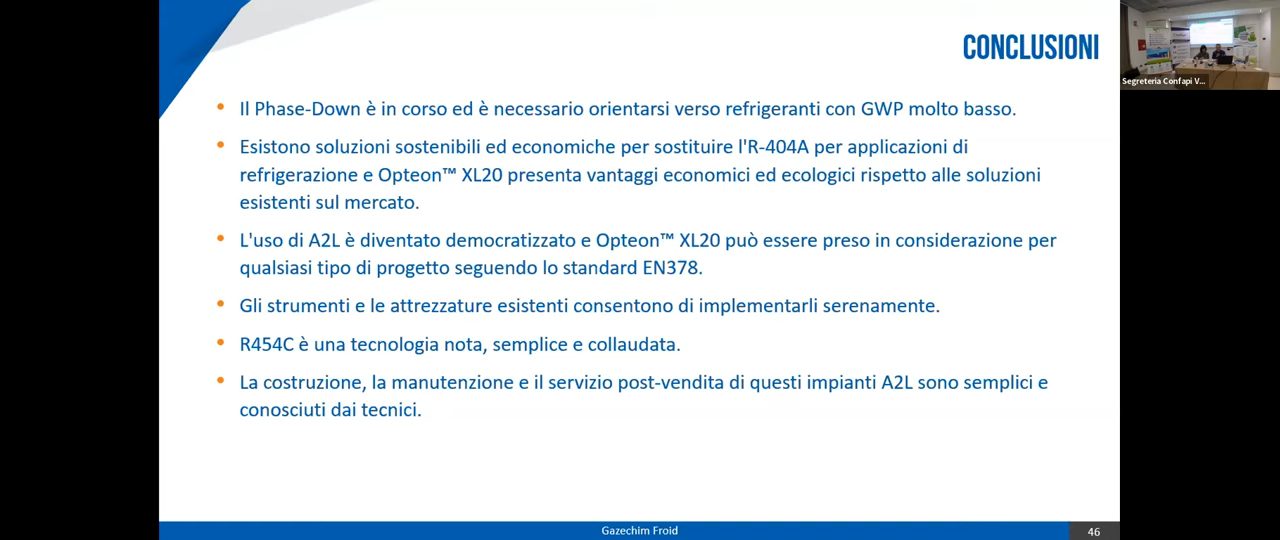 CONCLUSIONI
Segreteria Confapi V...
• Il Phase-Down è in corso ed è necessario orientarsi verso refrigeranti con GWP molto basso.
• Esistono soluzioni sostenibili ed economiche per sostituire l'R-404A per applicazioni di
refrigerazione e Opteon™ XL20 presenta vantaggi economici ed ecologici rispetto alle soluzioni
esistenti sul mercato.
• L'uso di A2L è diventato democratizzato e Opteon™ XL20 può essere preso in considerazione per
qualsiasi tipo di progetto seguendo lo standard EN378.
• Gli strumenti e le attrezzature esistenti consentono di implementarli serenamente.
• R454C è una tecnologia nota, semplice e collaudata.
• La costruzione, la manutenzione e il servizio post-vendita di questi impianti A2L sono semplici e
conosciuti dai tecnici.
Gazechim Froid
46